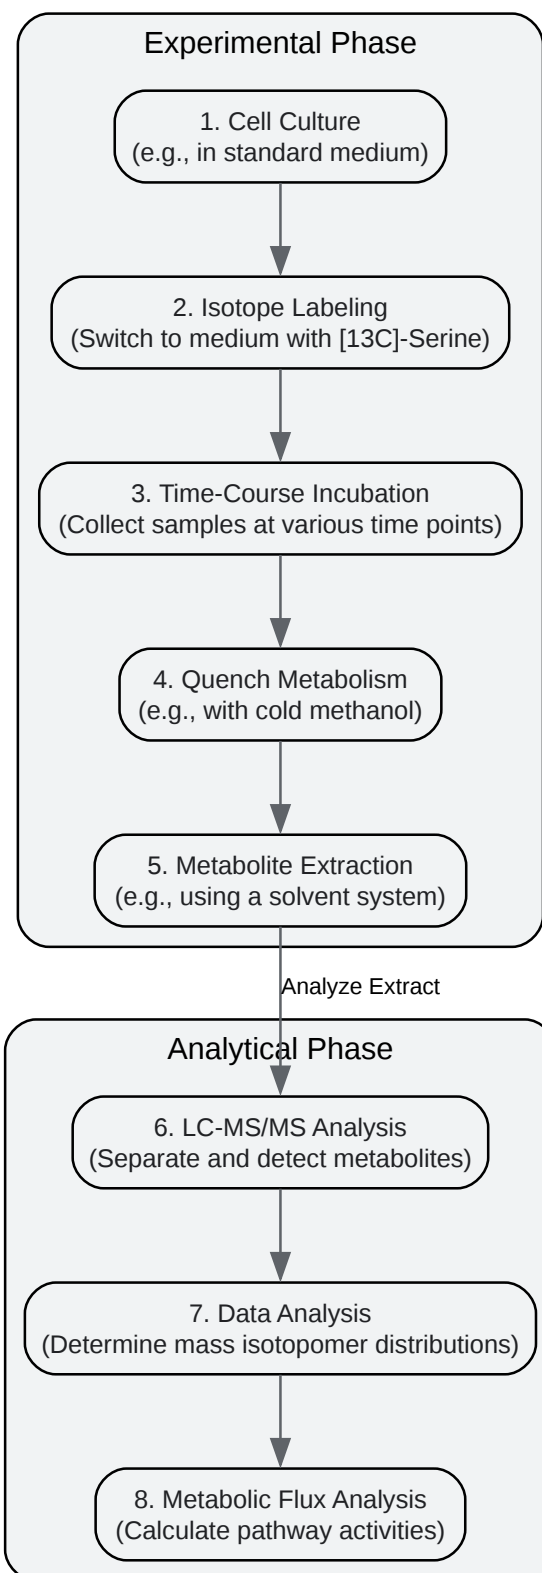 Experimental Phase
1. Cell Culture
(e.g., in standard medium)
2. Isotope Labeling
(Switch to medium with [13C]-Serine)
3. Time-Course Incubation
(Collect samples at various time points)
4. Quench Metabolism
(e.g., with cold methanol)
5. Metabolite Extraction
(e.g., using a solvent system)
Analyze Extract
Analytical Phase
6. LC-MS/MS Analysis
(Separate and detect metabolites)
7. Data Analysis
(Determine mass isotopomer distributions)
8. Metabolic Flux Analysis
(Calculate pathway activities)